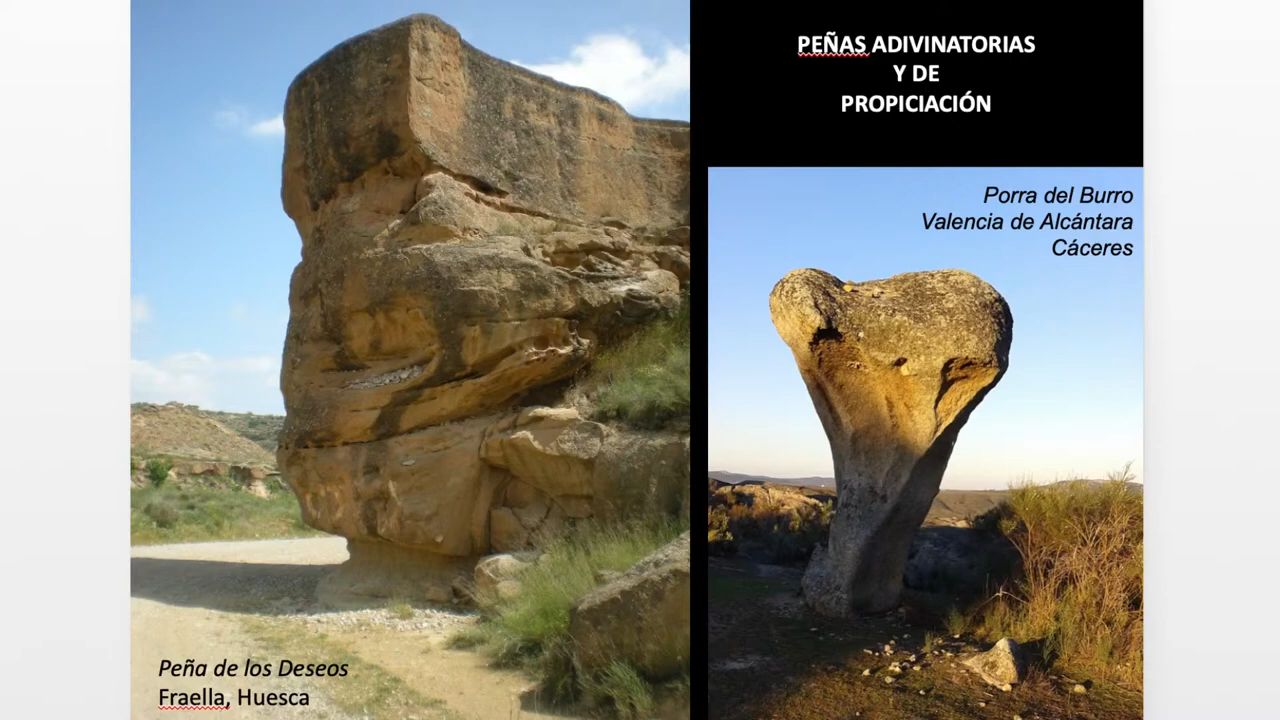 PEÑAS ADIVINATORIAS
Y DE
PROPICIACIÓN
Porra del Burro
Valencia de Alcántara
Cáceres
Peña de los Deseos
Fraella, Huesca